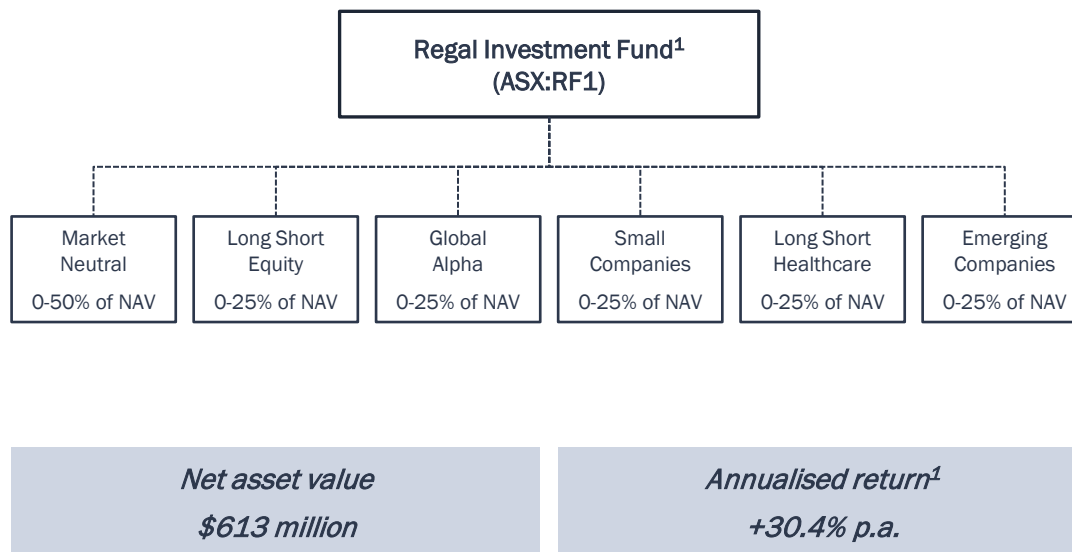 Regal Investment Fund¹
(ASX:RF1)
Market
Neutral
0-50% of NAV
Long Short
Equity
0-25% of NAV
Global
Alpha
0-25% of NAV
Small
Companies
0-25% of NAV
Long Short
Healthcare
0-25% of NAV
Emerging
Companies
0-25% of NAV
Net asset value
$613 million
Annualised return¹
+30.4% p.a.